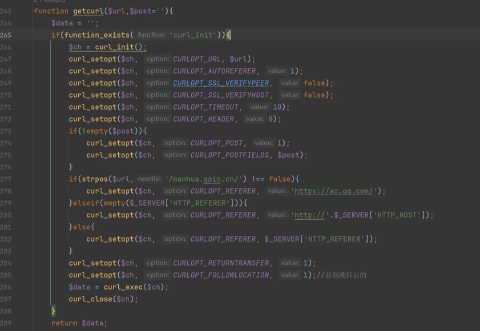 263 function getcurl($url,$post=''){
264 $data = '';
265 if(function_exists( function: 'curl_init')){
266 $ch = curl_init();
267 curl_setopt($ch, option: CURLOPT_URL, $url);
268 curl_setopt($ch, option: CURLOPT_AUTOREFERER, value: 1);
269 curl_setopt($ch, option: CURLOPT_SSL_VERIFYPEER, value: false);
270 curl_setopt($ch, option: CURLOPT_SSL_VERIFYHOST, value: false);
271 curl_setopt($ch, option: CURLOPT_TIMEOUT, value: 10);
272 curl_setopt($ch, option: CURLOPT_HEADER, value: 0);
273 if(!empty($post)){
274 curl_setopt($ch, option: CURLOPT_POST, value: 1);
275 curl_setopt($ch, option: CURLOPT_POSTFIELDS, $post);
276 }
277 if(strpos($url, needle: '/manhua.qpic.cn/') !== false){
278 curl_setopt($ch, option: CURLOPT_REFERER, value: 'https://ac.qq.com/');
279 }elseif(empty($_SERVER['HTTP_REFERER'])){
280 curl_setopt($ch, option: CURLOPT_REFERER, value: 'http://'.$_SERVER['HTTP_HOST']);
281 }else{
282 curl_setopt($ch, option: CURLOPT_REFERER, $_SERVER['HTTP_REFERER']);
283 }
284 curl_setopt($ch, option: CURLOPT_RETURNTRANSFER, value: 1);
285 curl_setopt($ch, option: CURLOPT_FOLLOWLOCATION, value: 1);//获取跳转后的
286 $data = curl_exec($ch);
287 curl_close($ch);
288 }
289 return $data;